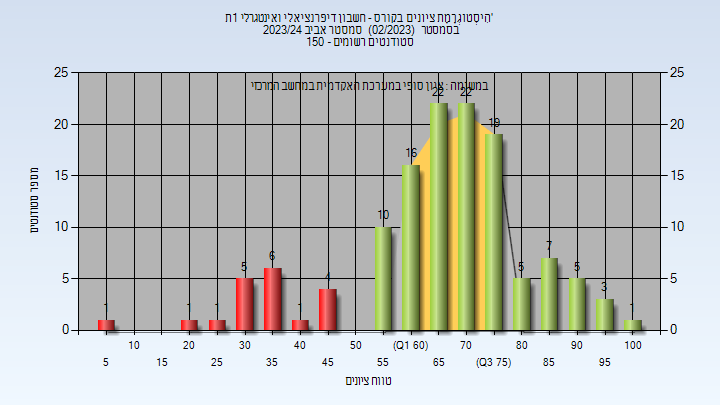 הִיסְטוֹגְרָמַת ציונים בקורס - חשבון דיפרנציאלי ואינטגרלי 1ת'
בסמסטר (02/2023) סמסטר אביב 2023/24
סטודנטים רשומים - 150
במשימה : ציון סופי במערכת האקדמית במחשב המרכזי
25 25
20 20
15 15
10 10
5 5
0 0
מספר סטודנטים
1 1 1 5 6 1 4 10 16 22 22 19 5 7 5 3 1
10 20 30 40 50 (Q1 60) 70 80 90 100
5 15 25 35 45 55 65 (Q3 75) 85 95
טווח ציונים